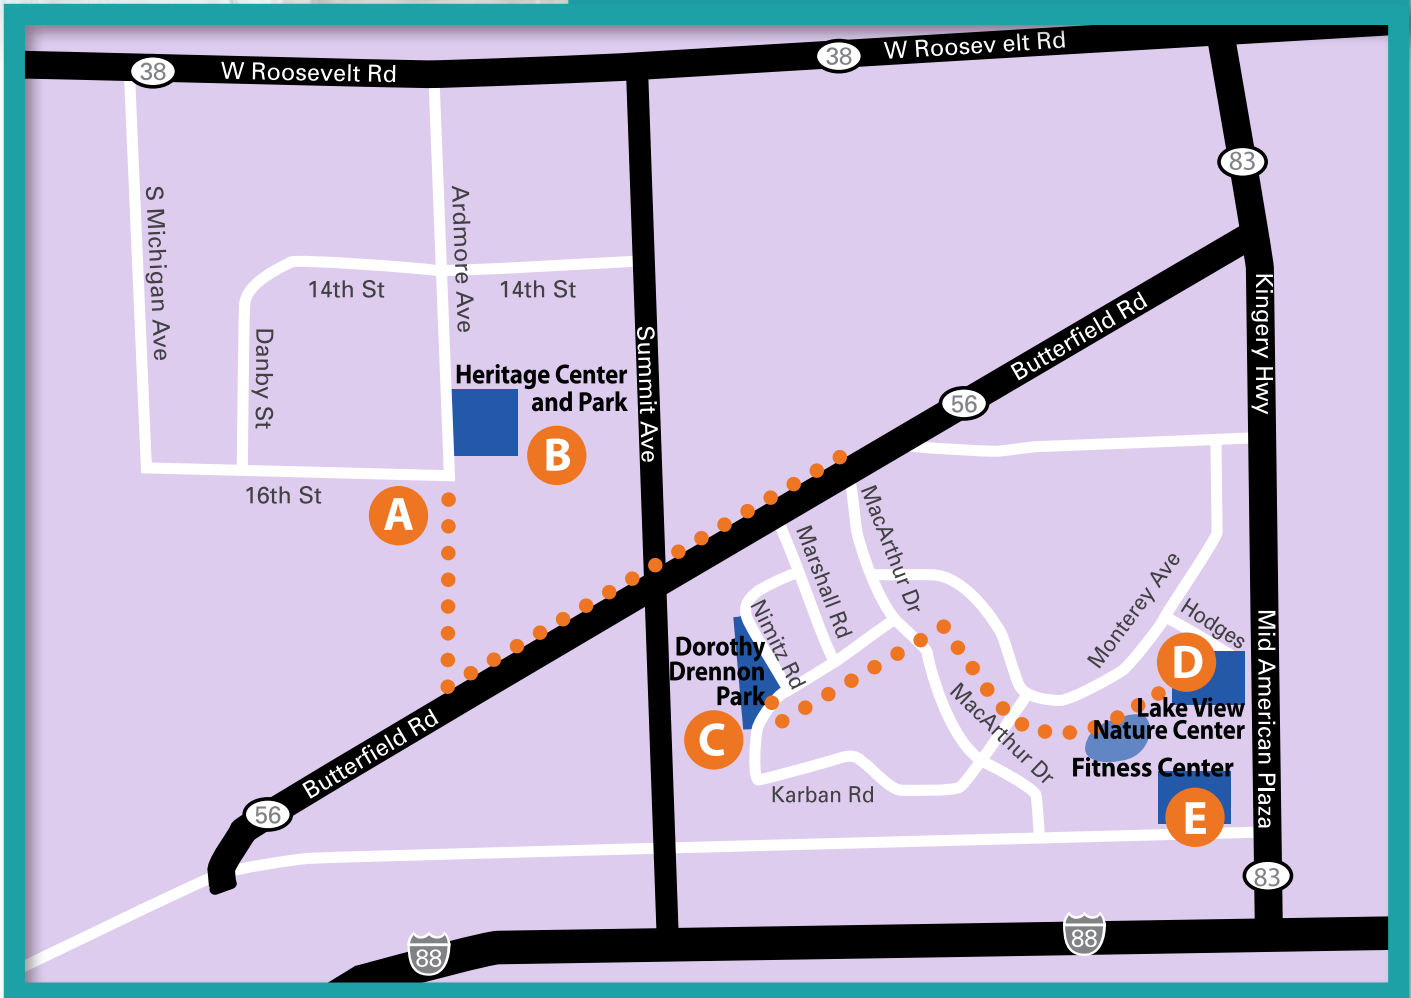 38
W Roosevelt Rd
38
W Roosev elt Rd
83
S Michigan Ave
Ardmore Ave
14th St
14th St
Danby St
Summit Ave
Kingery Hwy
Butterfield Rd
56
Heritage Center
and Park
B
16th St
A
MacArthur Dr
Marshall Rd
Nimitz Rd
Monterey Ave
Hodges
Dorothy
Drennon
Park
C
D
Mid American Plaza
MacArthur Dr
Lake View
Nature Center
Fitness Center
E
Karban Rd
Butterfield Rd
56
83
88
88